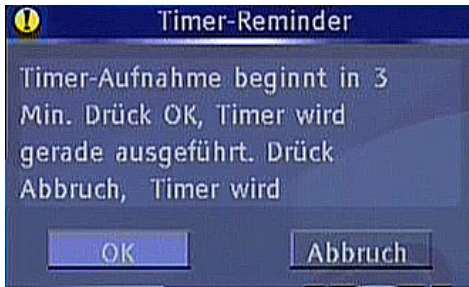 Timer-Reminder
Timer-Aufnahme beginnt in 3
Min. Drück OK, Timer wird
gerade ausgeführt. Drück
Abbruch, Timer wird
OK
Abbruch